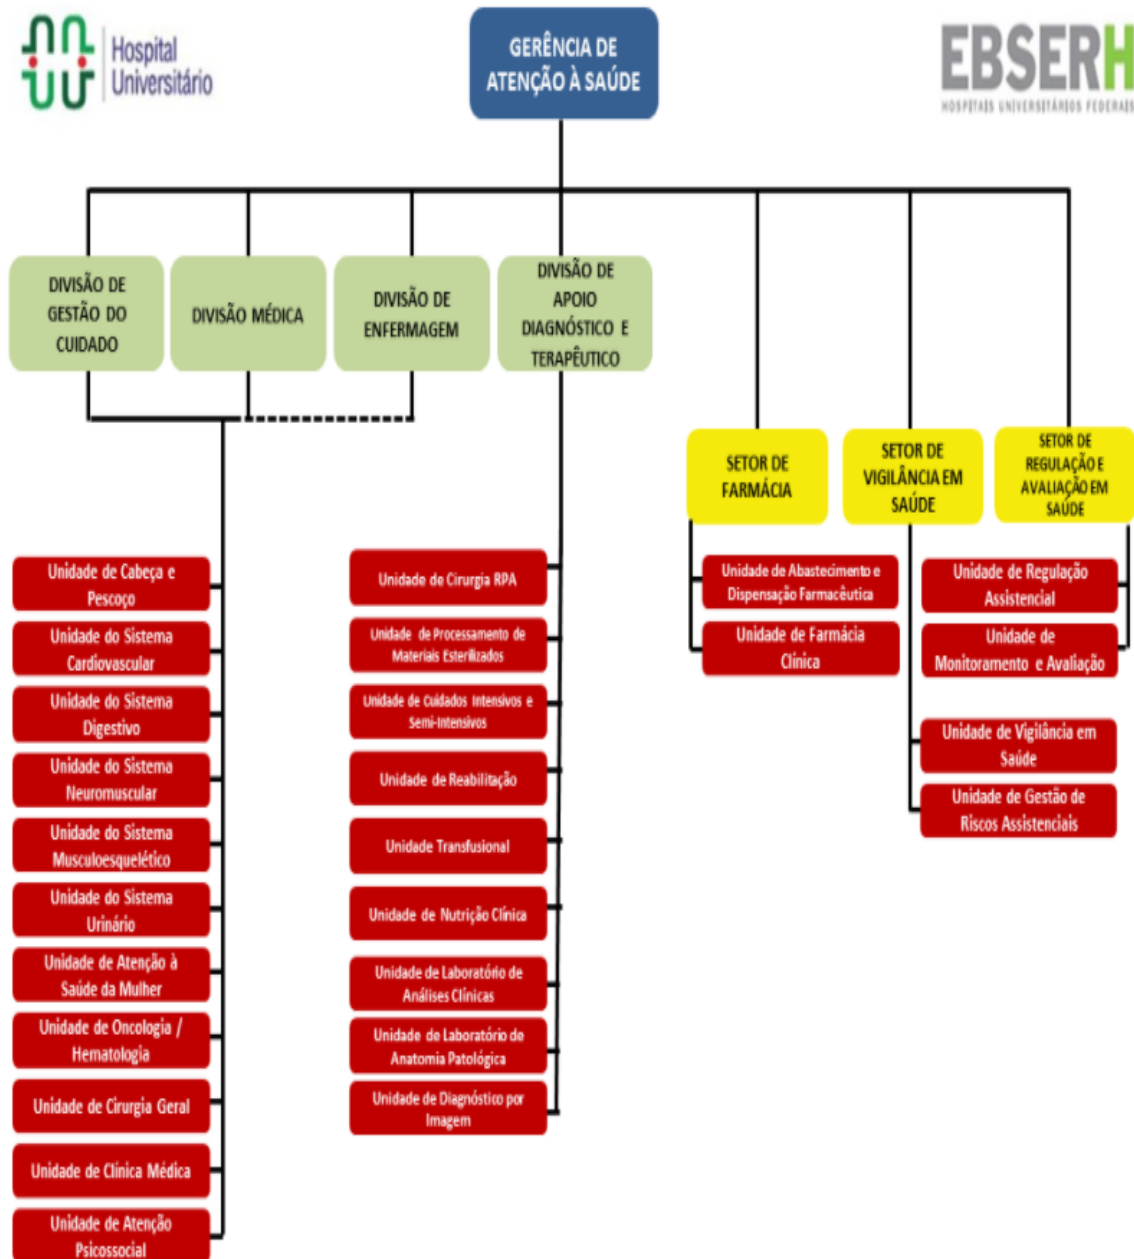 Hospital
Universitário
GERÊNCIA DE
ATENÇÃO À SAÚDE
EBSERH
HOSPITAIS UNIVERSITÁRIOS FEDERAIS
DIVISÃO DE
GESTÃO DO
CUIDADO
DIVISÃO MÉDICA
DIVISÃO DE
ENFERMAGEM
DIVISÃO DE
APOIO
DIAGNÓSTICO E
TERAPÊUTICO
SETOR DE
FARMÁCIA
SETOR DE
VIGILÂNCIA EM
SAÚDE
SETOR DE
REGULAÇÃO E
AVALIAÇÃO EM
SAÚDE
Unidade de Cabeça e
Pescoço
Unidade do Sistema
Cardiovascular
Unidade do Sistema
Digestivo
Unidade do Sistema
Neuromuscular
Unidade do Sistema
Musculoesquelético
Unidade do Sistema
Urinário
Unidade de Atenção à
Saúde da Mulher
Unidade de Oncologia /
Hematologia
Unidade de Cirurgia Geral
Unidade de Clínica Médica
Unidade de Atenção
Psicossocial
Unidade de Cirurgia RPA
Unidade de Processamento de
Materiais Esterilizados
Unidade de Cuidados Intensivos e
Semi-Intensivos
Unidade de Reabilitação
Unidade Transfusional
Unidade de Nutrição Clínica
Unidade de Laboratório de
Análises Clínicas
Unidade de Laboratório de
Anatomia Patológica
Unidade de Diagnóstico por
Imagem
Unidade de Abastecimento e
Dispensação Farmacêutica
Unidade de Farmácia
Clínica
Unidade de Regulação
Assistencial
Unidade de
Monitoramento e Avaliação
Unidade de Vigilância em
Saúde
Unidade de Gestão de
Riscos Assistenciais